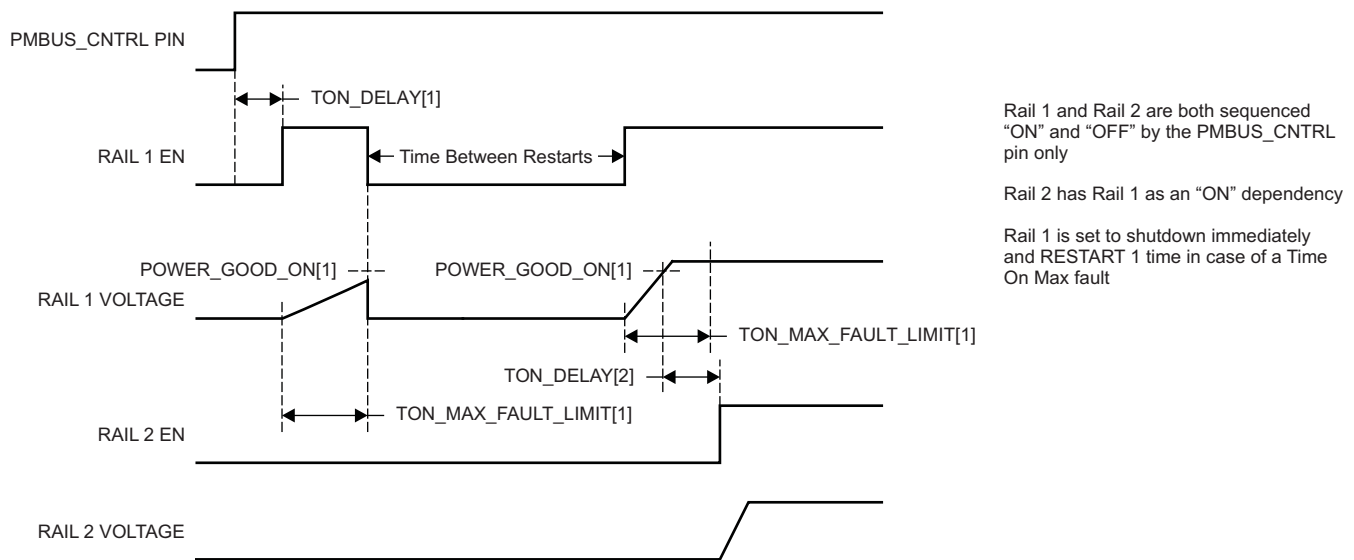 PMBUS_CNTRL PIN
TON_DELAY[1]
RAIL 1 EN
Time Between Restarts
POWER_GOOD_ON[1]
POWER_GOOD_ON[1]
RAIL 1 VOLTAGE
TON_MAX_FAULT_LIMIT[1]
TON_DELAY[2]
TON_MAX_FAULT_LIMIT[1]
RAIL 2 EN
RAIL 2 VOLTAGE
Rail 1 and Rail 2 are both sequenced
“ON” and “OFF” by the PMBUS_CNTRL
pin only
Rail 2 has Rail 1 as an “ON” dependency
Rail 1 is set to shutdown immediately
and RESTART 1 time in case of a Time
On Max fault